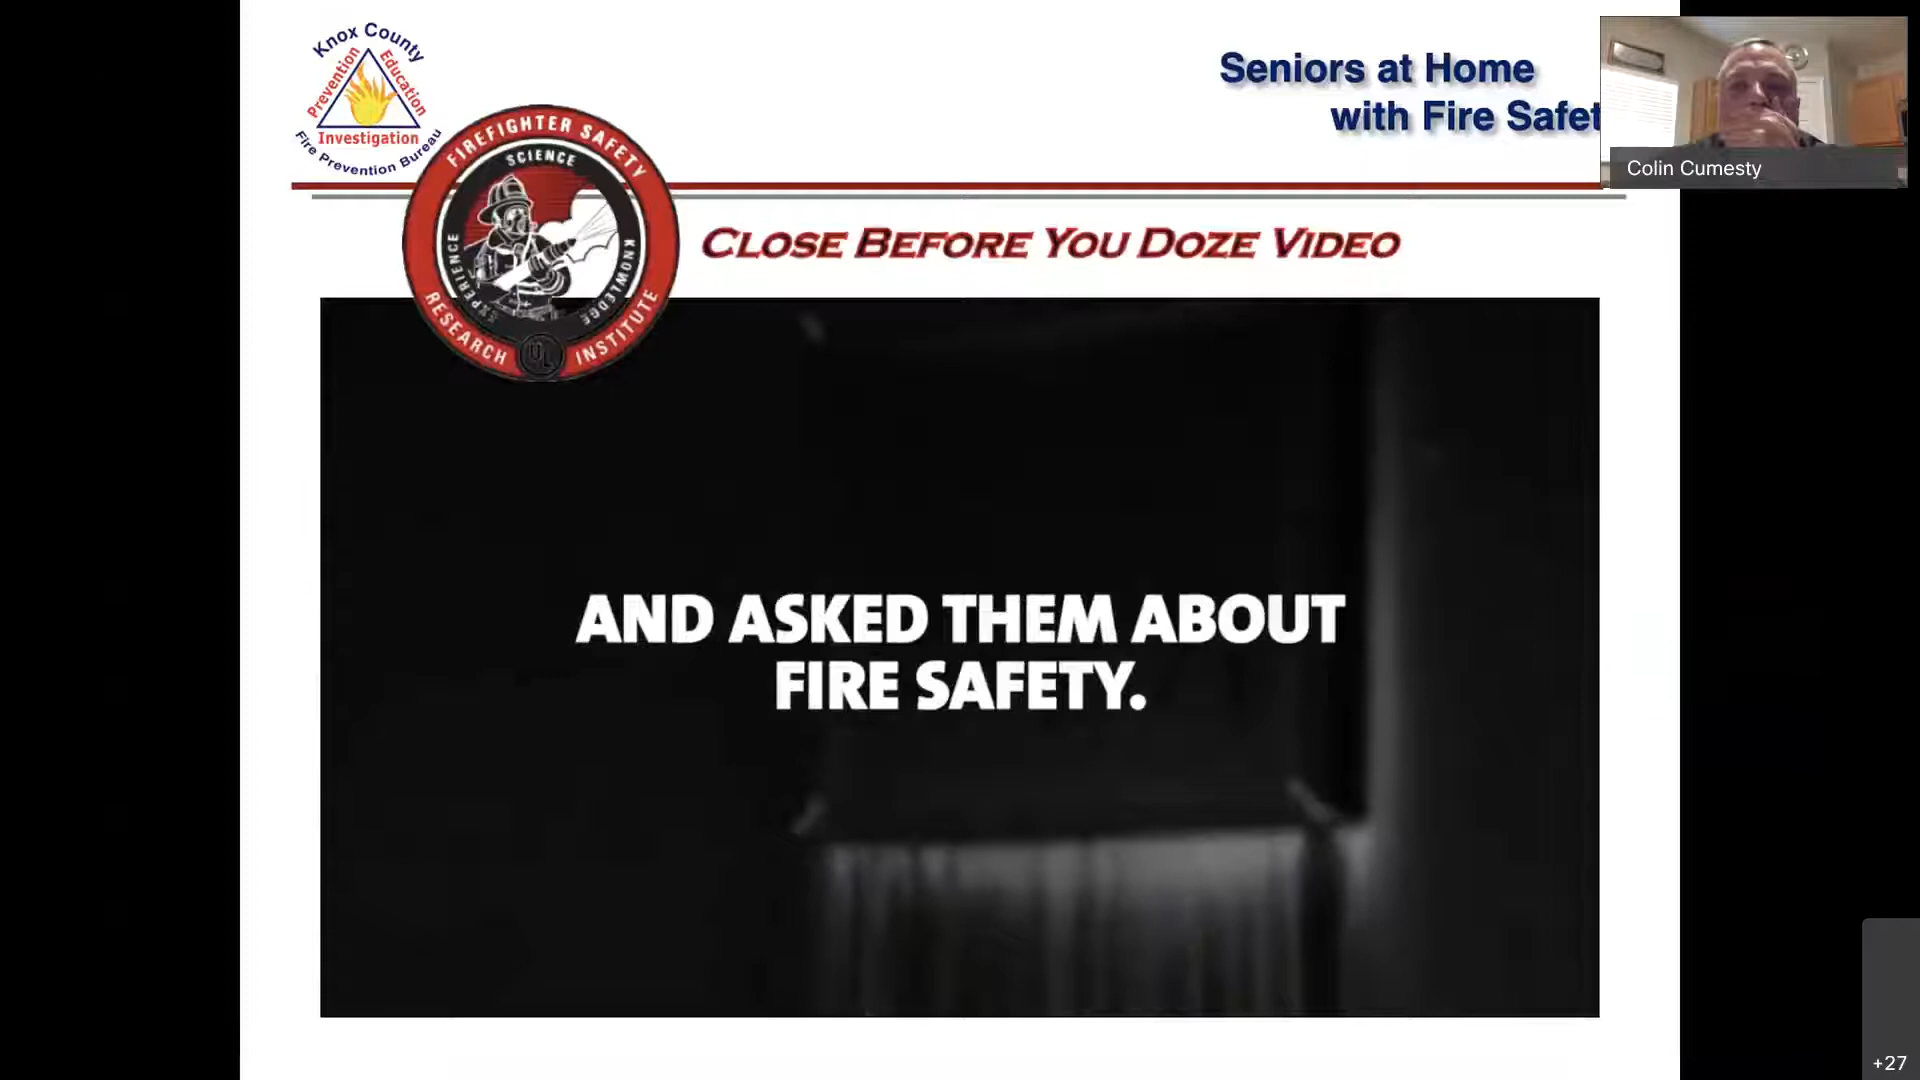 Knox County
Prevention
Education
Investigation
Fire Prevention Bureau
Seniors at Home
with Fire Safet
Colin Cumesty
FIREFIGHTER SAFETY
SCIENCE
EXPERIENCE
KNOWLEDGE
RESEARCH INSTITUTE
UL
CLOSE BEFORE YOU DOZE VIDEO
AND ASKED THEM ABOUT
FIRE SAFETY.
+27